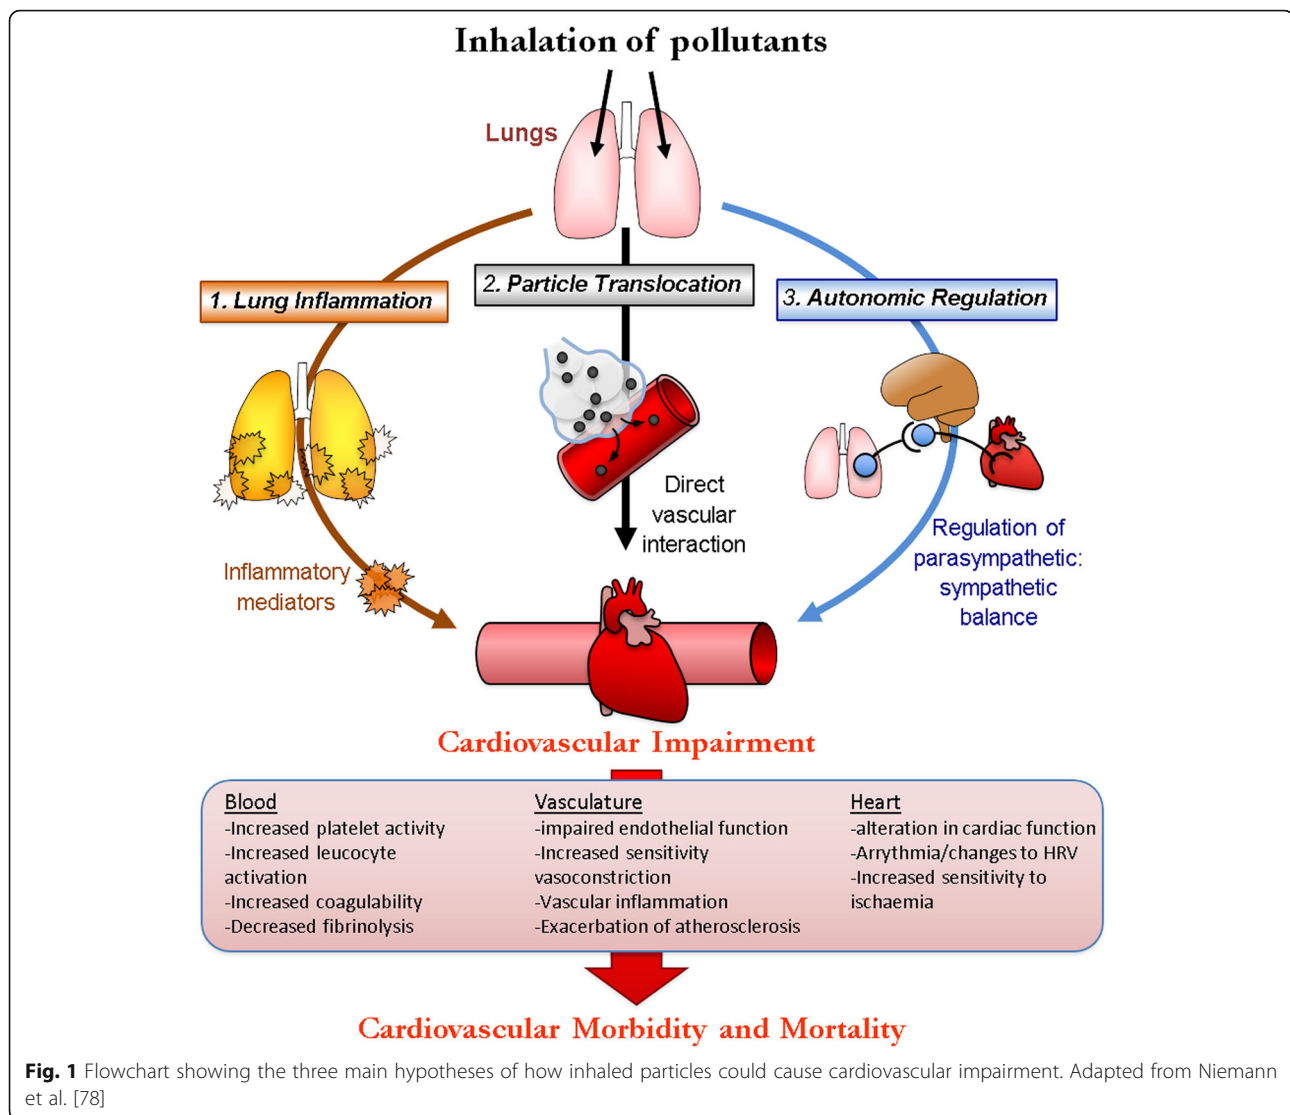 Inhalation of pollutants
Lungs
1. Lung Inflammation
2. Particle Translocation
3. Autonomic Regulation
Direct
vascular
interaction
Inflammatory
mediators
Regulation of
parasympathetic:
sympathetic
balance
Cardiovascular Impairment
Blood
-Increased platelet activity
-Increased leucocyte
activation
-Increased coagulability
-Decreased fibrinolysis
Vasculature
-impaired endothelial function
-Increased sensitivity
vasoconstriction
-Vascular inflammation
-Exacerbation of atherosclerosis
Heart
-alteration in cardiac function
-Arrythmia/changes to HRV
-Increased sensitivity to
ischaemia
Cardiovascular Morbidity and Mortality
Fig. 1 Flowchart showing the three main hypotheses of how inhaled particles could cause cardiovascular impairment. Adapted from Niemann
et al. [78]